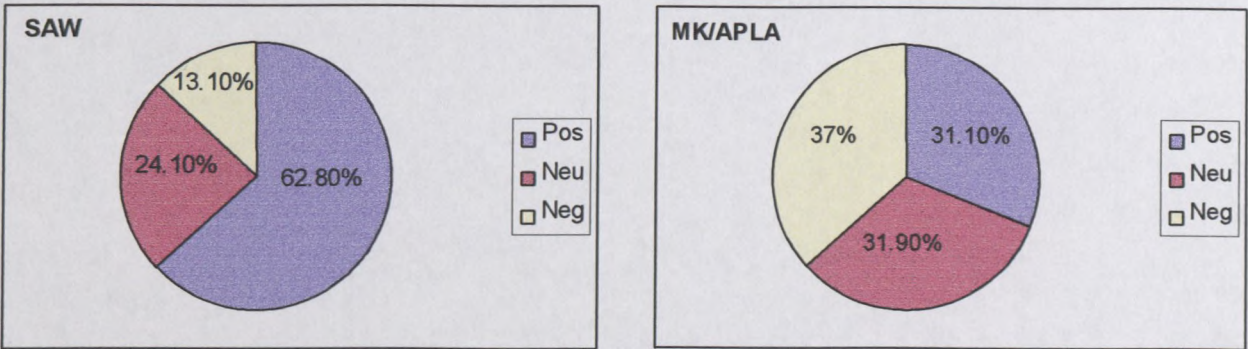 SAW
13.10%
24.10%
62.80%
Pos
Neu
Neg
MK/APLA
37%
31.10%
31.90%
Pos
Neu
Neg